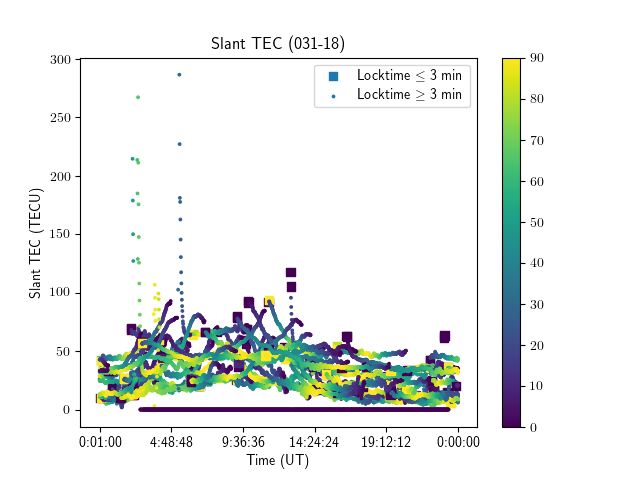 Slant TEC (031-18)
Locktime ≤ 3 min
Locktime ≥ 3 min
Slant TEC (TECU)
300
250
200
150
100
50
0
0:01:00 4:48:48 9:36:36 14:24:24 19:12:12 0:00:00
Time (UT)
90
80
70
60
50
40
30
20
10
0